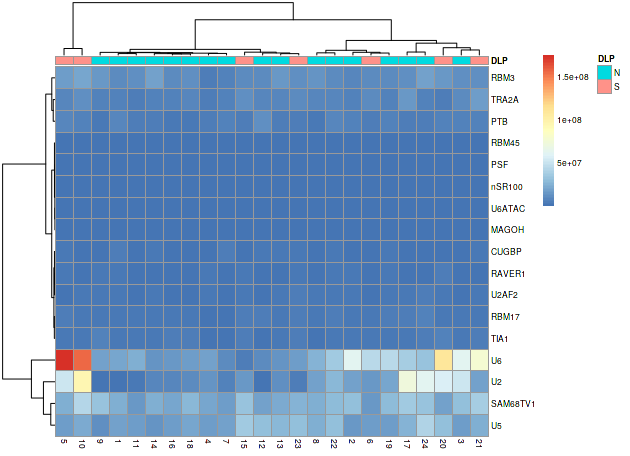 DLP
DLP
N
S
1.5e+08
1e+08
5e+07
RBM3
TRA2A
PTB
RBM45
PSF
nSR100
U6ATAC
MAGOH
CUGBP
RAVER1
U2AF2
RBM17
TIA1
U6
U2
SAM68TV1
U5
5 10 9 1 11 14 16 18 4 7 15 12 13 23 8 22 2 6 19 17 24 20 3 21